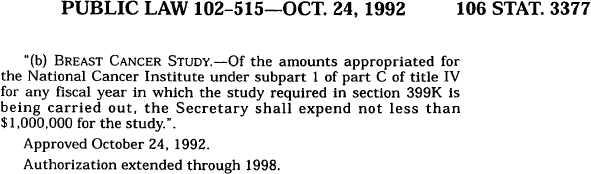 PUBLIC LAW 102–515—OCT. 24, 1992 106 STAT. 3377
"(b) BREAST CANCER STUDY.—Of the amounts appropriated for
the National Cancer Institute under subpart 1 of part C of title IV
for any fiscal year in which the study required in section 399K is
being carried out, the Secretary shall expend not less than
$1,000,000 for the study.".
Approved October 24, 1992.
Authorization extended through 1998.